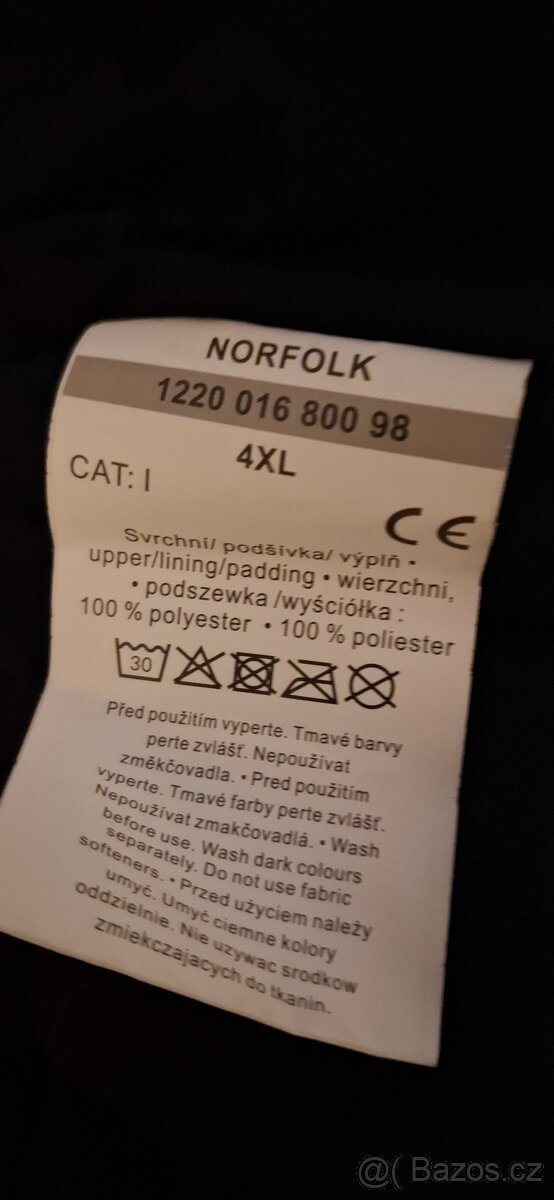 NORFOLK
1220 016 800 98
4XL
CAT: I
CE
Svrchní/ podšívka/ výplň •
upper/lining/padding • wierzchni,
• podszewka /wyściółka :
100 % polyester • 100 % poliester
30
Před použitím vyperte. Tmavé barvy
perte zvlášť. Nepoužívat
změkčovadla. • Pred použitím
vyperte. Tmavé farby perte zvlášť.
Nepoužívat zmakčovadlá. • Wash
before use. Wash dark colours
separately. Do not use fabric
softeners. • Przed użyciem należy
umyć. Umyć ciemne kolory
oddzielnie. Nie uzywac srodkow
zmiekczajacych do tkanin.
@( Bazos.cz